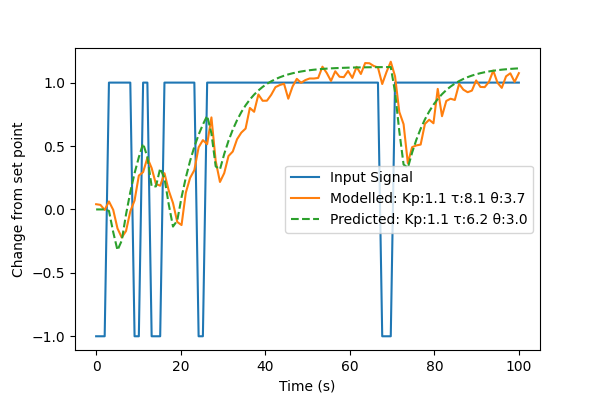 1.0
0.5
0.0
−0.5
−1.0
Change from set point
Input Signal
Modelled: Kp:1.1 τ:8.1 θ:3.7
Predicted: Kp:1.1 τ:6.2 θ:3.0
0 20 40 60 80 100
Time (s)